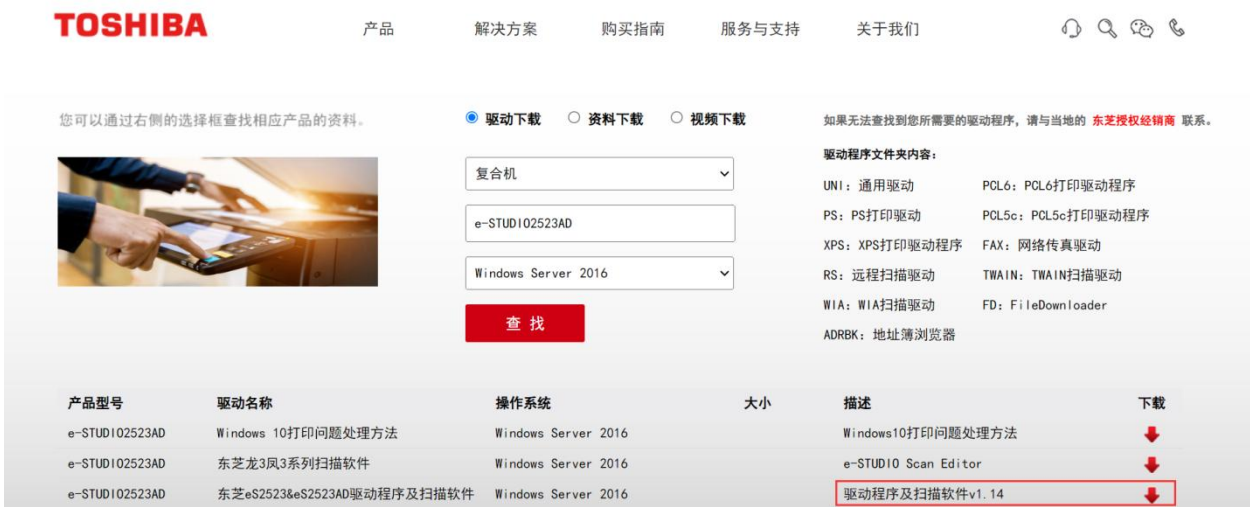 TOSHIBA 产品 解决方案 购买指南 服务与支持 关于我们
您可以通过右侧的选择框查找相应产品的资料。
驱动下载 资料下载 视频下载
复合机
e-STUDIO2523AD
Windows Server 2016
查 找
如果无法查找到您所需要的驱动程序，请与当地的 东芝授权经销商 联系。
驱动程序文件夹内容：
UNI：通用驱动 PCL6：PCL6打印驱动程序
PS：PS打印驱动 PCL5c：PCL5c打印驱动程序
XPS：XPS打印驱动程序 FAX：网络传真驱动
RS：远程扫描驱动 TWAIN：TWAIN扫描驱动
WIA：WIA扫描驱动 FD：FileDownloader
ADRBK：地址簿浏览器
产品型号 驱动名称 操作系统 大小 描述 下载
e-STUDIO2523AD Windows 10打印问题处理方法 Windows Server 2016 Windows10打印问题处理方法
e-STUDIO2523AD 东芝龙3凤3系列扫描软件 Windows Server 2016 e-STUDIO Scan Editor
e-STUDIO2523AD 东芝eS2523&eS2523AD驱动程序及扫描软件 Windows Server 2016 驱动程序及扫描软件v1.14